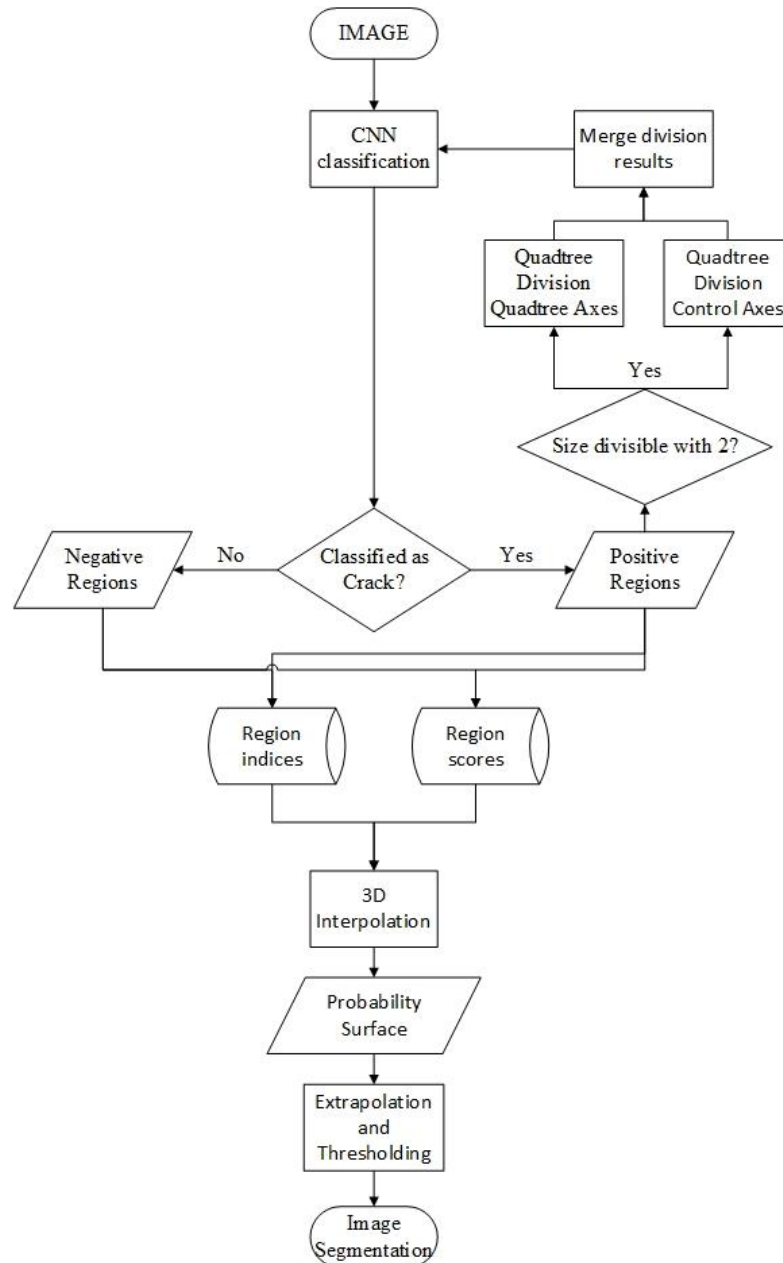 IMAGE
CNN
classification
Merge division
results
Quadtree
Division
Quadtree Axes
Quadtree
Division
Control Axes
Yes
Size divisible with 2?
Negative
Regions
No
Classified as
Crack?
Yes
Positive
Regions
Region
indices
Region
scores
3D
Interpolation
Probability
Surface
Extrapolation
and
Thresholding
Image
Segmentation